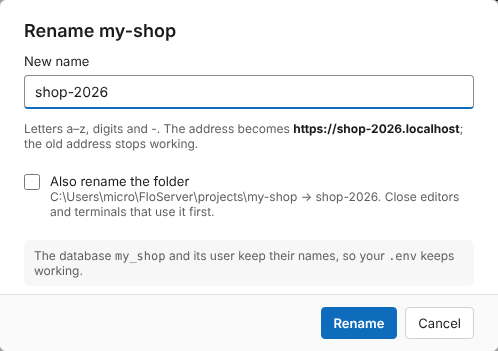 Rename my-shop
New name
shop-2026
Letters a–z, digits and -. The address becomes https://shop-2026.localhost;
the old address stops working.
Also rename the folder
C:\Users\micro\FloServer\projects\my-shop → shop-2026. Close editors
and terminals that use it first.
The database my_shop and its user keep their names, so your .env keeps
working.
Rename
Cancel